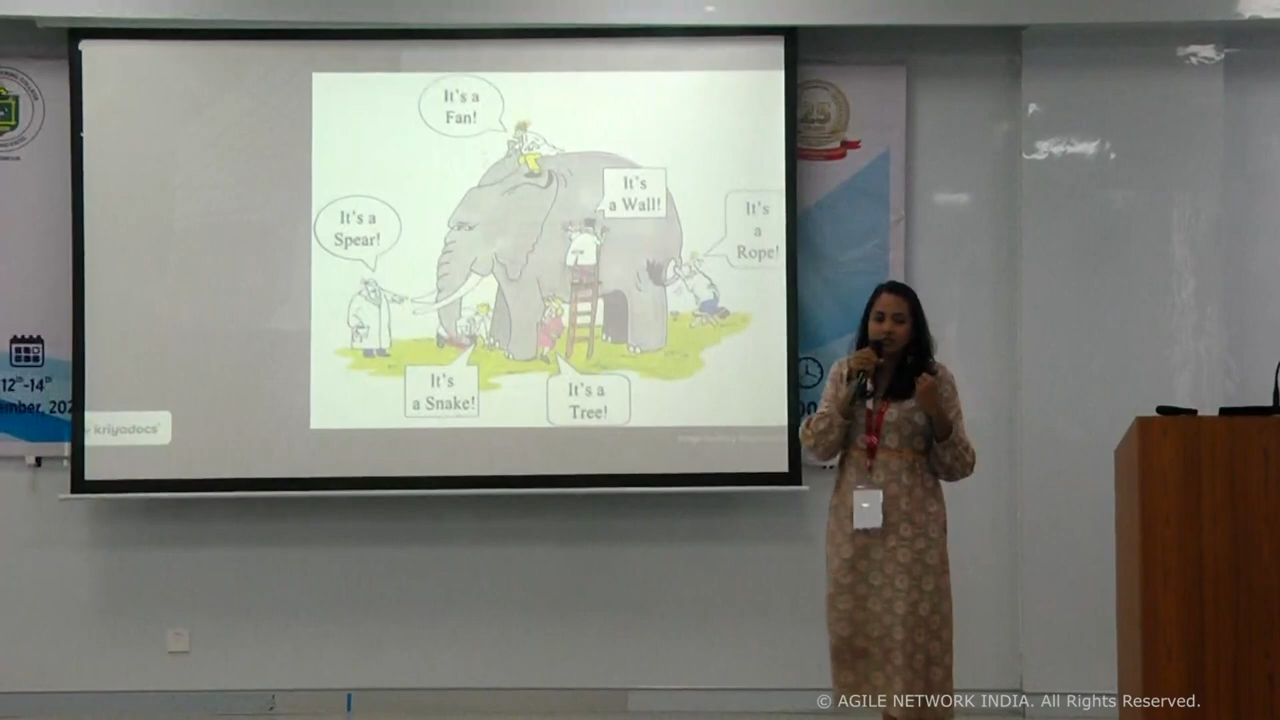 It's a
Fan!
It's
a Wall!
It's
a
Rope!
It's a
Spear!
It's
a Snake!
It's a
Tree!
25
12th-14th
kriyadocs
© AGILE NETWORK INDIA. All Rights Reserved.